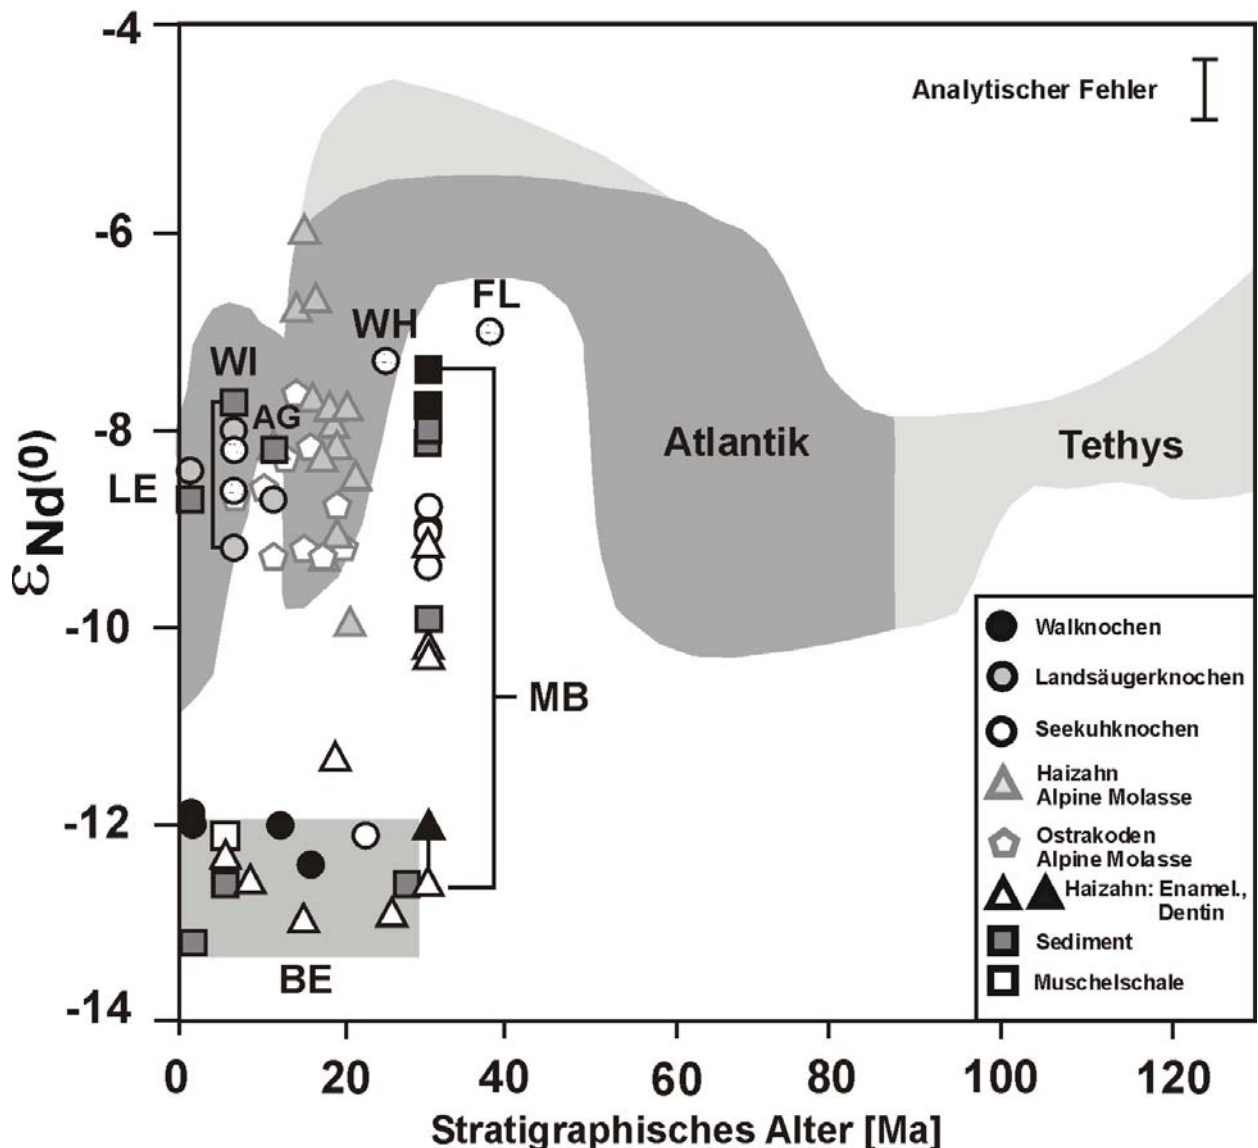 -4
-6
-8
-10
-12
-14
εNd(0)
Analytischer Fehler
FL
WH
WI
AG
LE
Atlantik
Tethys
MB
BE
Walknochen
Landsäugerknochen
Seekuhknochen
Haizahn
Alpine Molasse
Ostrakoden
Alpine Molasse
Haizahn: Enamel.,
Dentin
Sediment
Muschelschale
0 20 40 60 80 100 120
Stratigraphisches Alter [Ma]